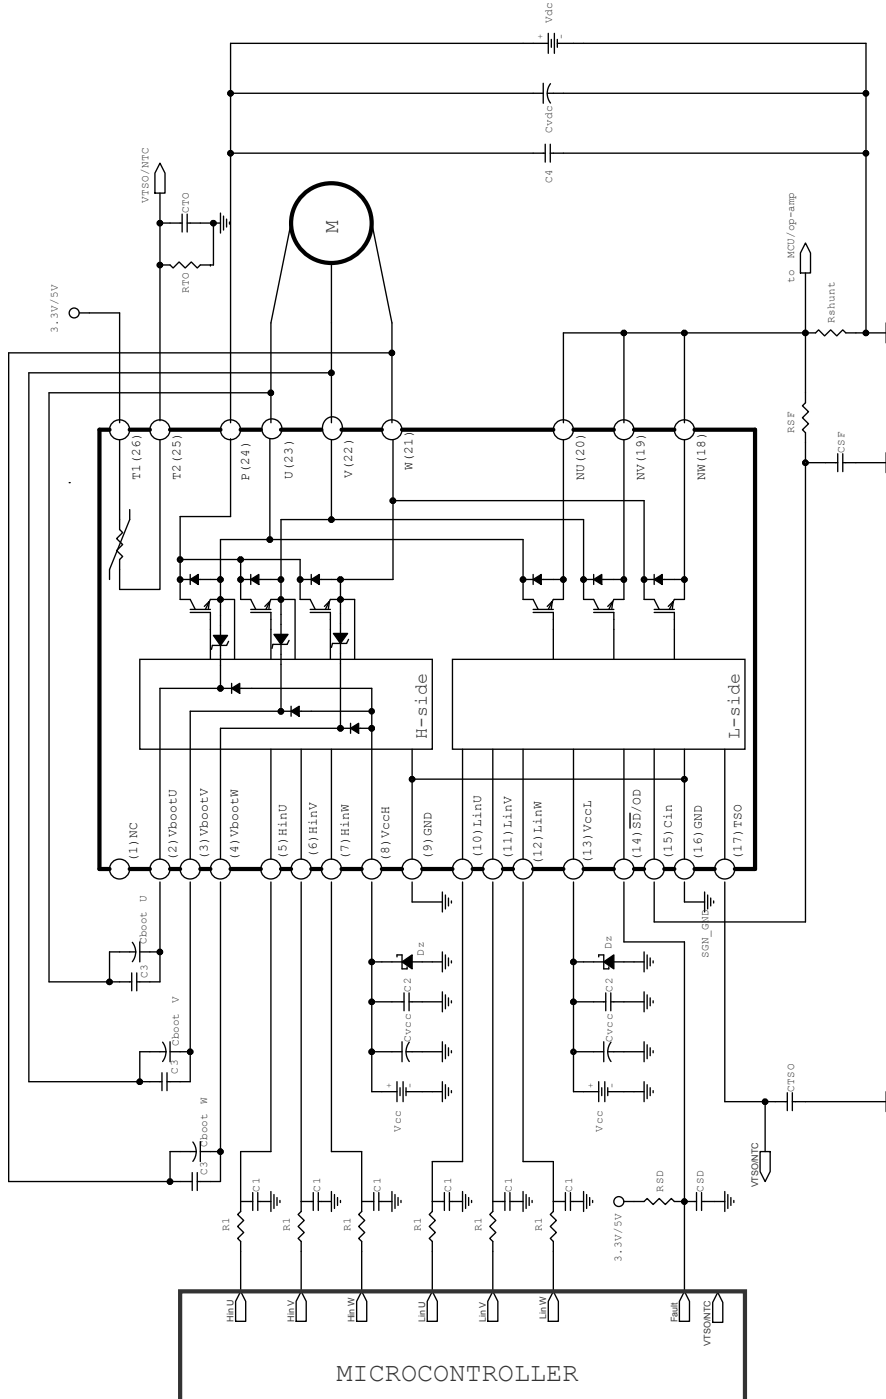 Vdc
Cvdc
C4
VTSO/NTC
CTO
RTO
M
3.3V/5V
to MCU/op-amp
Rshunt
RSF
CSF
T1(26)
T2(25)
P(24)
U(23)
V(22)
W(21)
NU(20)
NV(19)
NW(18)
H-side
L-side
(1)NC
(2)VbootU
(3)VbootV
(4)VbootW
(5)HinU
(6)HinV
(7)HinW
(8)VccH
(9)GND
(10)LinU
(11)LinV
(12)LinW
(13)VccL
(14)SD/OD
(15)Cin
(16)GND
(17)TSO
SGN_GND
Cboot U
C3
Cboot V
C3
Cboot W
C3
Dz
C2
Cvcc
Vcc
Dz
C2
Cvcc
Vcc
CTSO
VTSO/NTC
R1
C1
R1
C1
R1
C1
R1
C1
R1
C1
R1
C1
RSD
CSD
3.3V/5V
Hin U
Hin V
Hin W
Lin U
Lin V
Lin W
Fault
VTSO/NTC
MICROCONTROLLER